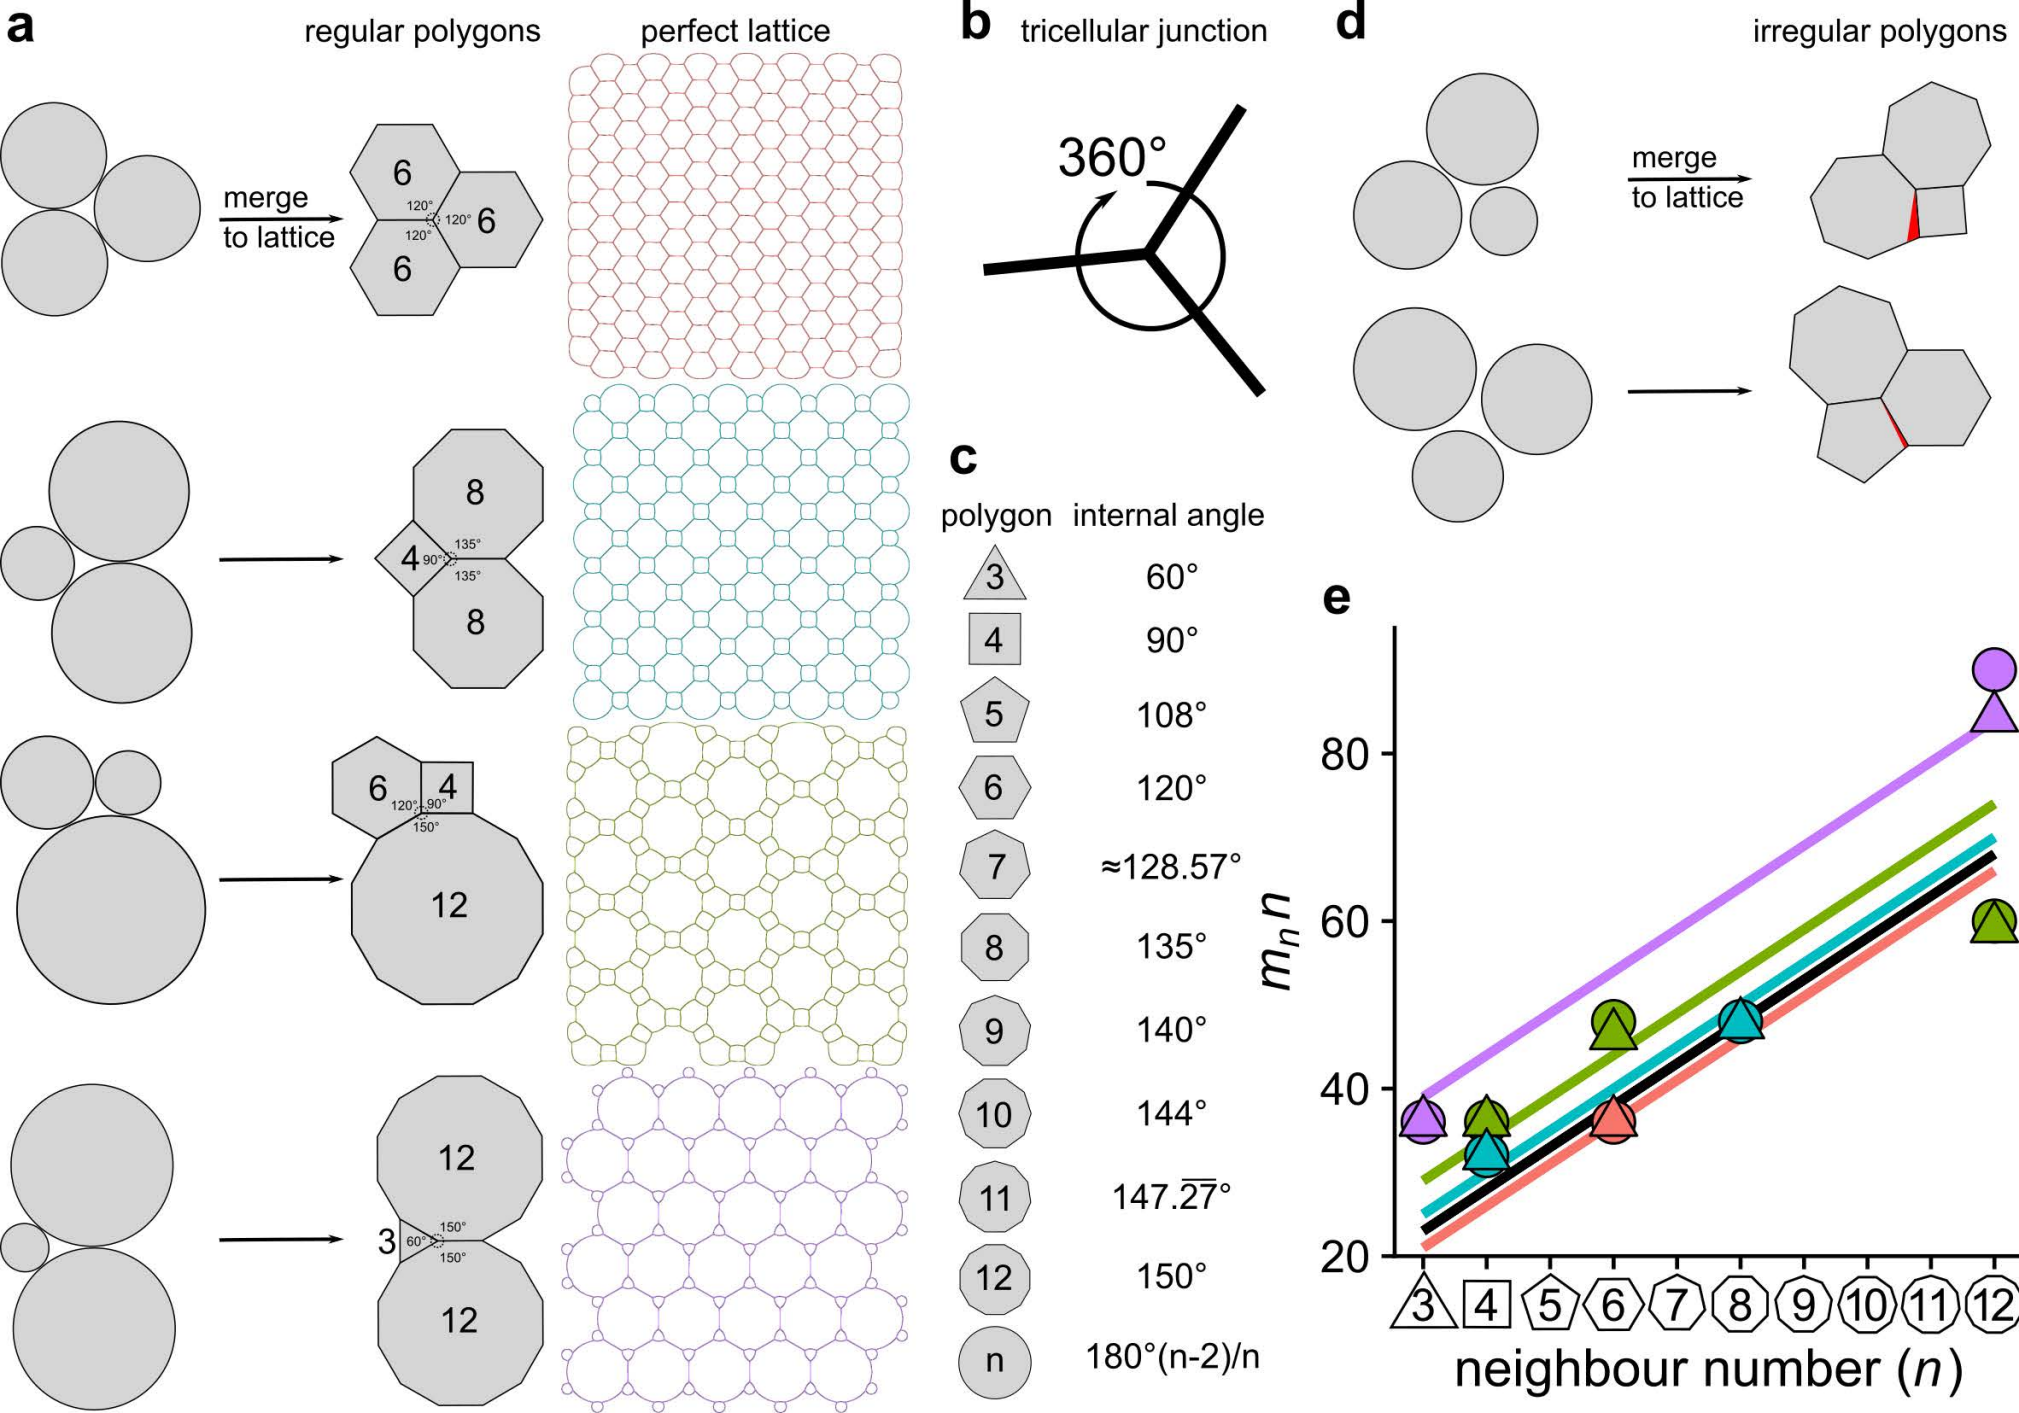 a
regular polygons
perfect lattice
merge
to lattice
6
6
6
120°
120°
120°
8
4
8
135°
90°
135°
6
4
12
120°
90°
150°
12
3
12
150°
60°
150°
b
tricellular junction
360°
c
polygon internal angle
3 60°
4 90°
5 108°
6 120°
7 ≈128.57°
8 135°
9 140°
10 144°
11 147.2̅7̅°
12 150°
n 180°(n-2)/n
d
irregular polygons
merge
to lattice
e
mₙn
80
60
40
20
3 4 5 6 7 8 9 10 11 12
neighbour number (n)